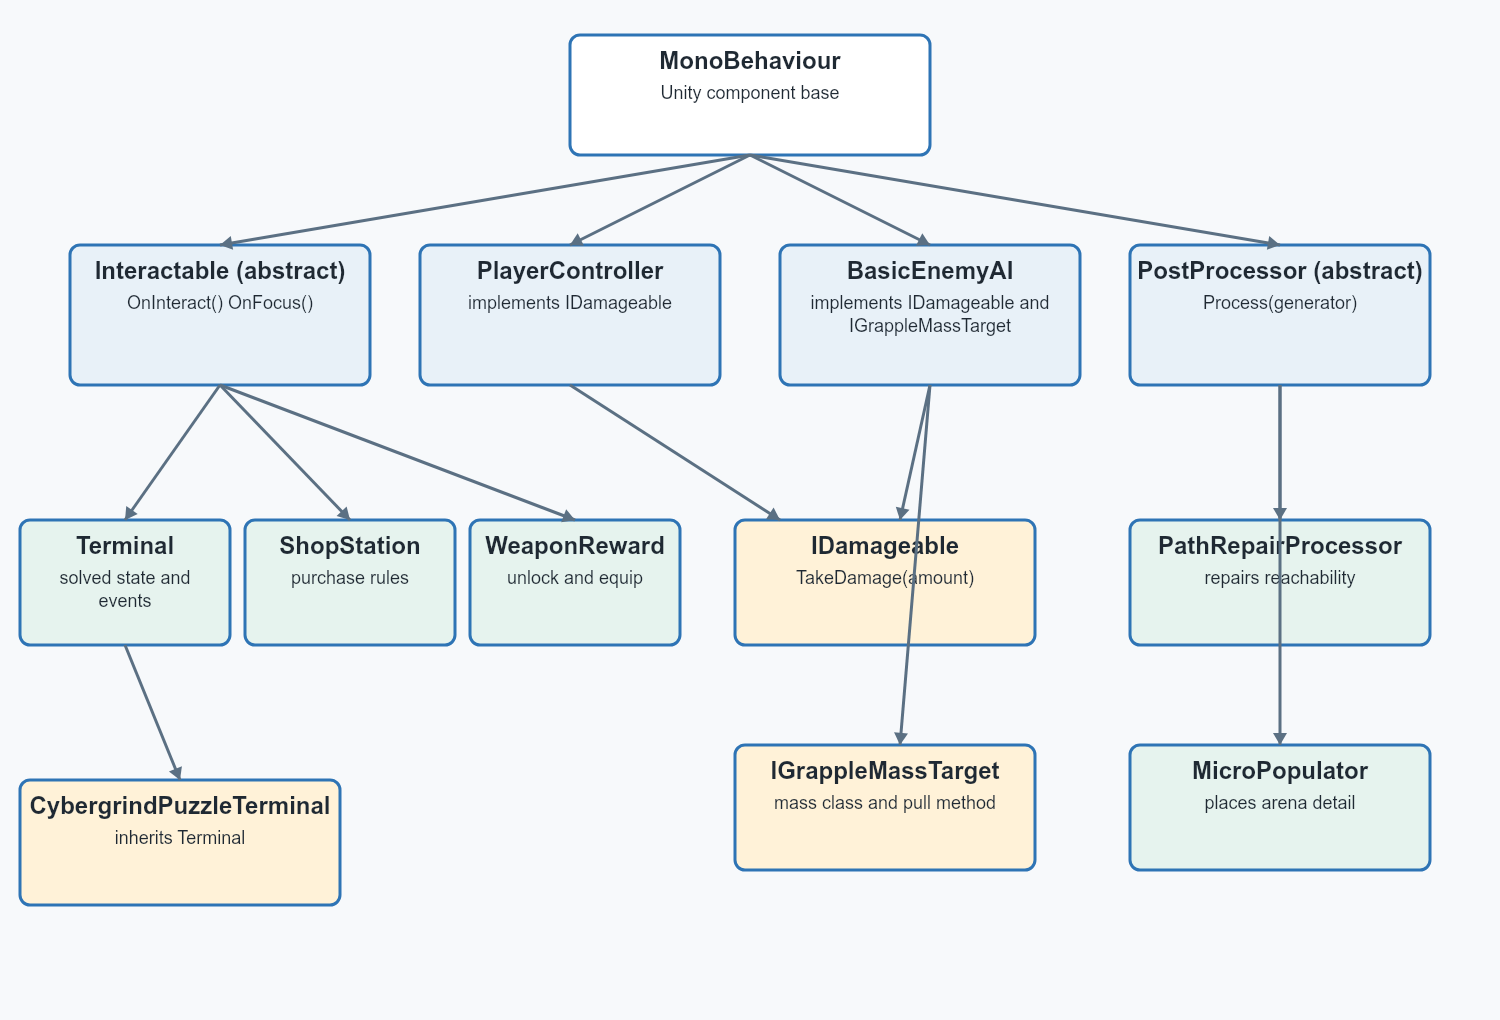 MonoBehaviour
Unity component base
Interactable (abstract)
OnInteract() OnFocus()
PlayerController
implements IDamageable
BasicEnemyAI
implements IDamageable and
IGrappleMassTarget
PostProcessor (abstract)
Process(generator)
Terminal
solved state and
events
ShopStation
purchase rules
WeaponReward
unlock and equip
IDamageable
TakeDamage(amount)
PathRepairProcessor
repairs reachability
CybergrindPuzzleTerminal
inherits Terminal
IGrappleMassTarget
mass class and pull method
MicroPopulator
places arena detail